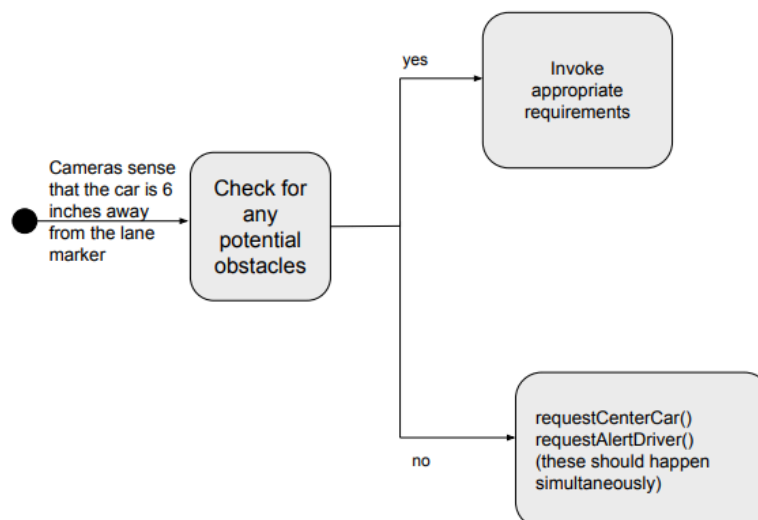 Cameras sense
that the car is 6
inches away
from the lane
marker
Check for
any
potential
obstacles
yes
Invoke
appropriate
requirements
no
requestCenterCar()
requestAlertDriver()
(these should happen
simultaneously)